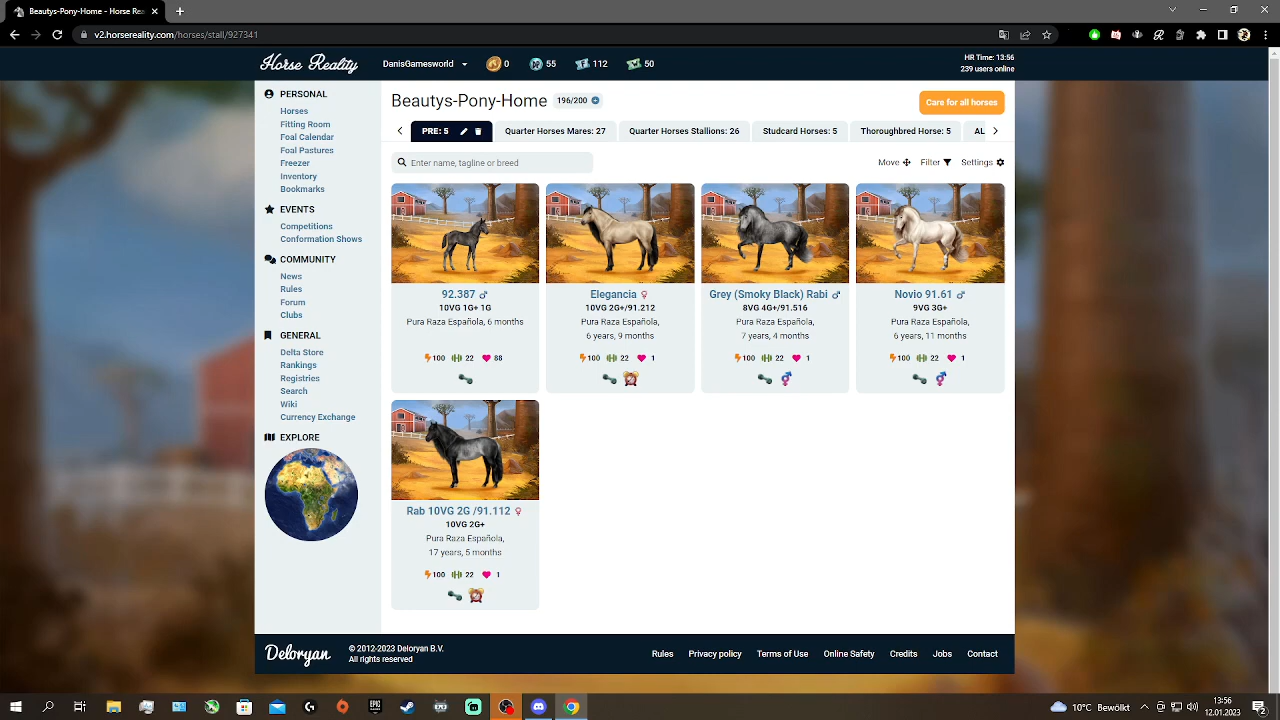 Beautys-Pony-Home - Horse Rea
v2.horsereality.com/horses/stall/927341
Horse Reality
DanisGamesworld
0
55
112
50
HR Time: 13:56
239 users online
PERSONAL
Horses
Fitting Room
Foal Calendar
Foal Pastures
Freezer
Inventory
Bookmarks
EVENTS
Competitions
Conformation Shows
COMMUNITY
News
Rules
Forum
Clubs
GENERAL
Delta Store
Rankings
Registries
Search
Wiki
Currency Exchange
EXPLORE
Beautys-Pony-Home 196/200
Care for all horses
PRE: 5
Quarter Horses Mares: 27
Quarter Horses Stallions: 26
Studcard Horses: 5
Thoroughbred Horse: 5
AL
Enter name, tagline or breed
Move
Filter
Settings
92.387 ♂
10VG 1G+ 1G
Pura Raza Española, 6 months
100 22 88
Elegancia ♀
10VG 2G+/91.212
Pura Raza Española,
6 years, 9 months
100 22 1
Grey (Smoky Black) Rabi ♂
8VG 4G+/91.516
Pura Raza Española,
7 years, 4 months
100 22 1
Novio 91.61 ♂
9VG 3G+
Pura Raza Española,
6 years, 11 months
100 22 1
Rab 10VG 2G /91.112 ♀
10VG 2G+
Pura Raza Española,
17 years, 5 months
100 22 1
Deloryan
© 2012-2023 Deloryan B.V.
All rights reserved
Rules
Privacy policy
Terms of Use
Online Safety
Credits
Jobs
Contact
10°C Bewölkt
13:56
12.01.2023